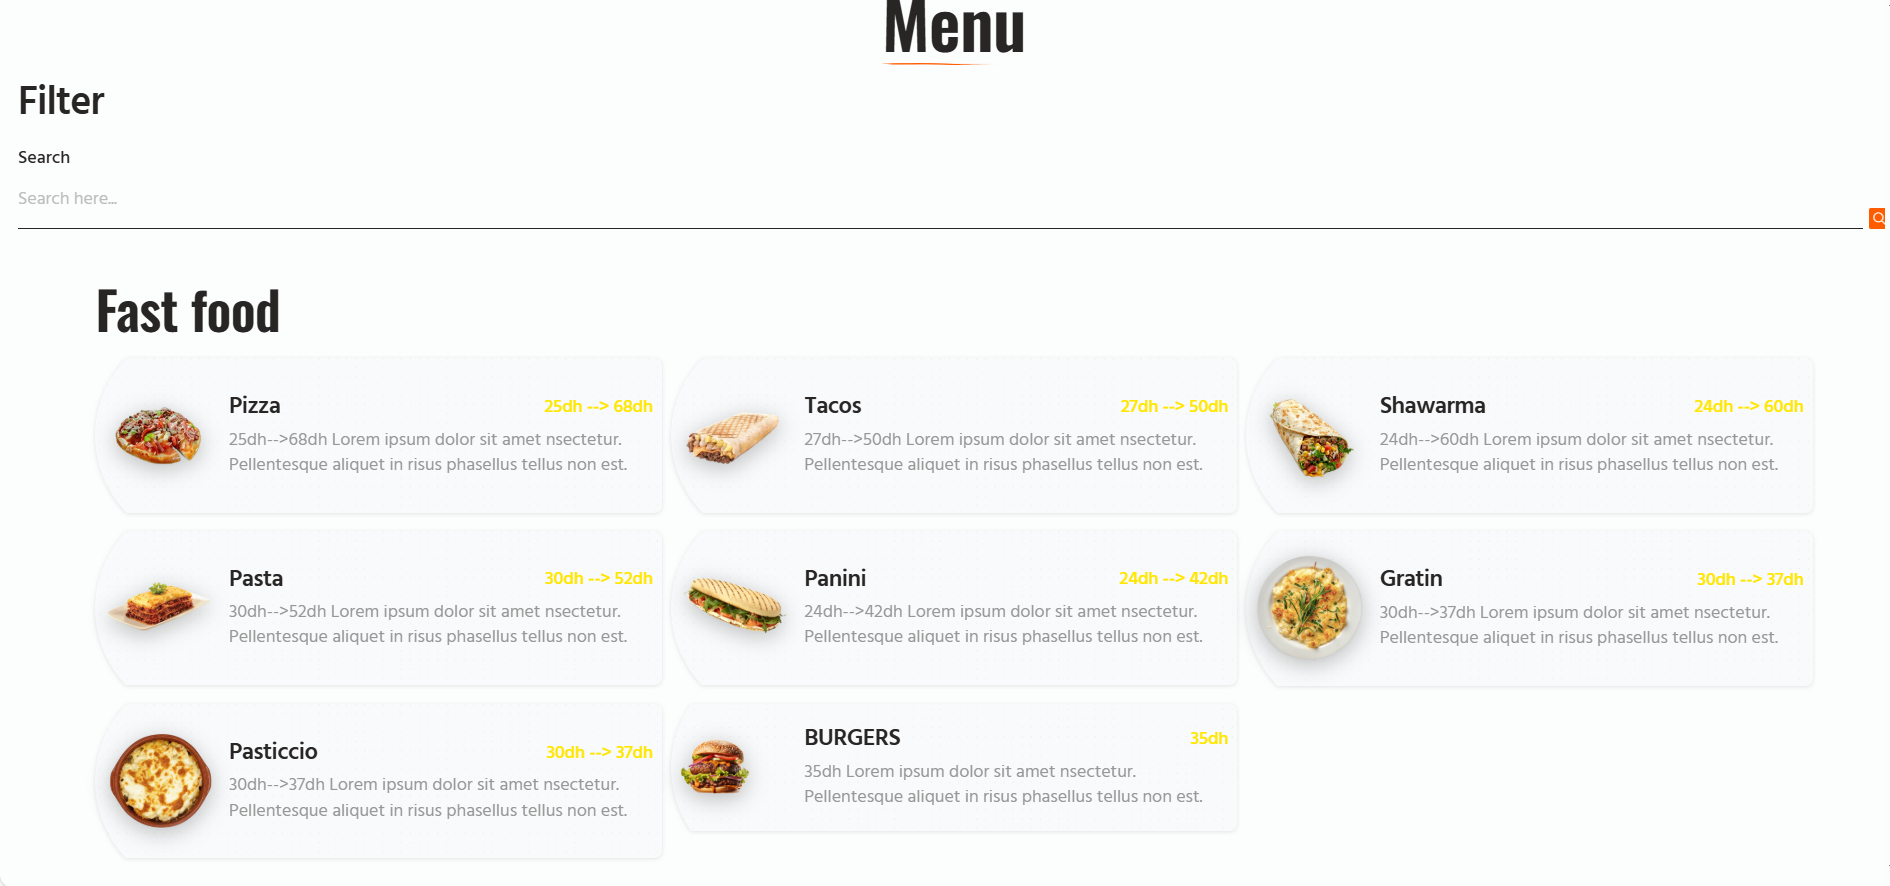 Menu
Filter
Search
Search here...
Fast food
Pizza
25dh --> 68dh
25dh-->68dh Lorem ipsum dolor sit amet nsectetur.
Pellentesque aliquet in risus phasellus tellus non est.
Tacos
27dh --> 50dh
27dh-->50dh Lorem ipsum dolor sit amet nsectetur.
Pellentesque aliquet in risus phasellus tellus non est.
Shawarma
24dh --> 60dh
24dh-->60dh Lorem ipsum dolor sit amet nsectetur.
Pellentesque aliquet in risus phasellus tellus non est.
Pasta
30dh --> 52dh
30dh-->52dh Lorem ipsum dolor sit amet nsectetur.
Pellentesque aliquet in risus phasellus tellus non est.
Panini
24dh --> 42dh
24dh-->42dh Lorem ipsum dolor sit amet nsectetur.
Pellentesque aliquet in risus phasellus tellus non est.
Gratin
30dh --> 37dh
30dh-->37dh Lorem ipsum dolor sit amet nsectetur.
Pellentesque aliquet in risus phasellus tellus non est.
Pasticcio
30dh --> 37dh
30dh-->37dh Lorem ipsum dolor sit amet nsectetur.
Pellentesque aliquet in risus phasellus tellus non est.
BURGERS
35dh
35dh Lorem ipsum dolor sit amet nsectetur.
Pellentesque aliquet in risus phasellus tellus non est.